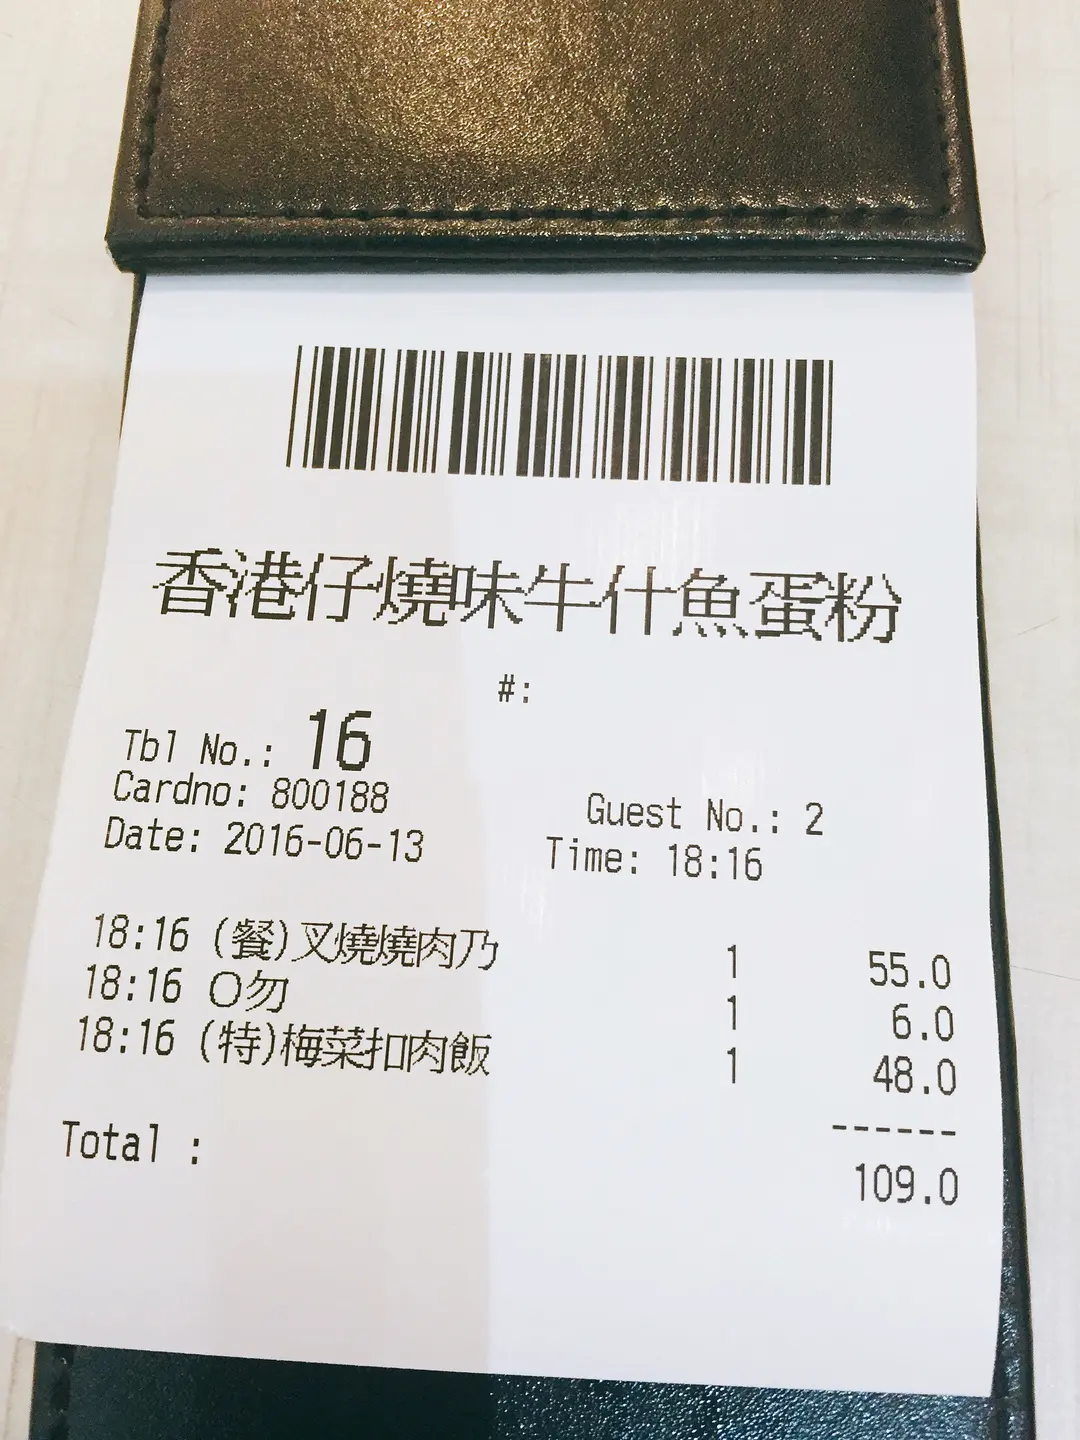 香港仔燒味牛什魚蛋粉
#:
Tbl No.: 16
Cardno: 800188 Guest No.: 2
Date: 2016-06-13 Time: 18:16
18:16 (餐)叉燒燒肉乃 1 55.0
18:16 O勿 1 6.0
18:16 (特)梅菜扣肉飯 1 48.0
------
Total : 109.0